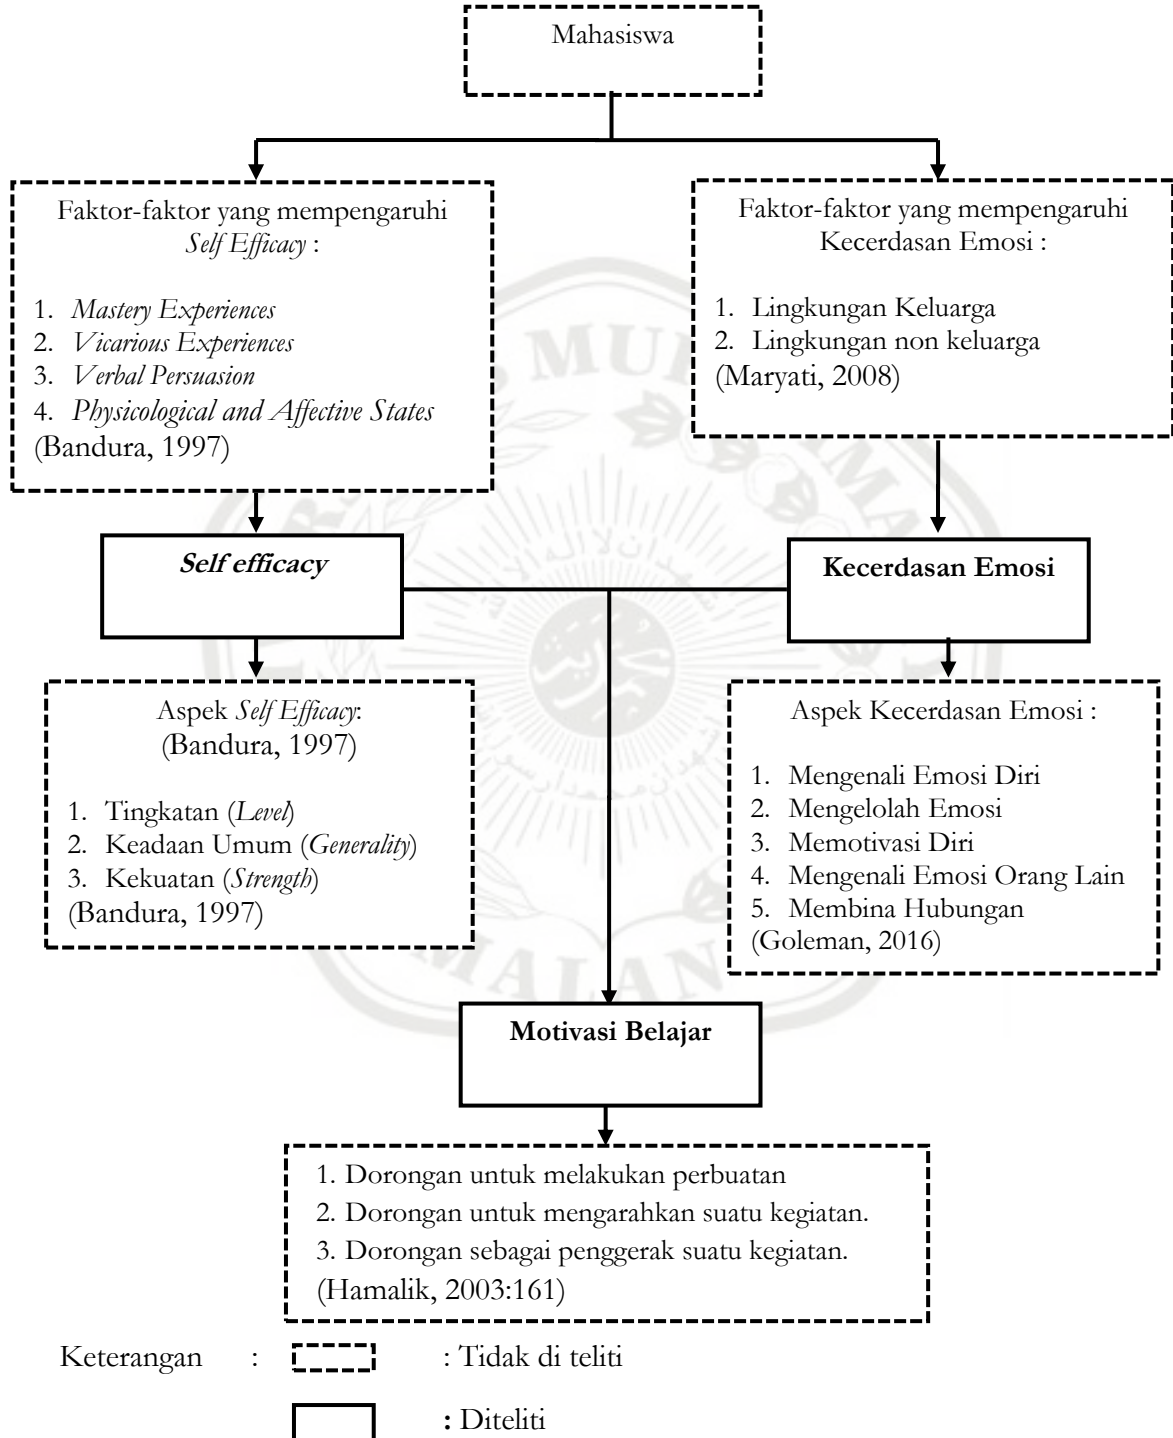 Mahasiswa
Faktor-faktor yang mempengaruhi
Self Efficacy :
1. Mastery Experiences
2. Vicarious Experiences
3. Verbal Persuasion
4. Physicological and Affective States
(Bandura, 1997)
Faktor-faktor yang mempengaruhi
Kecerdasan Emosi :
1. Lingkungan Keluarga
2. Lingkungan non keluarga
(Maryati, 2008)
Self efficacy
Kecerdasan Emosi
Aspek Self Efficacy:
(Bandura, 1997)
1. Tingkatan (Level)
2. Keadaan Umum (Generality)
3. Kekuatan (Strength)
(Bandura, 1997)
Aspek Kecerdasan Emosi :
1. Mengenali Emosi Diri
2. Mengelolah Emosi
3. Memotivasi Diri
4. Mengenali Emosi Orang Lain
5. Membina Hubungan
(Goleman, 2016)
Motivasi Belajar
1. Dorongan untuk melakukan perbuatan
2. Dorongan untuk mengarahkan suatu kegiatan.
3. Dorongan sebagai penggerak suatu kegiatan.
(Hamalik, 2003:161)
Keterangan : : Tidak di teliti
: Diteliti
MALANG